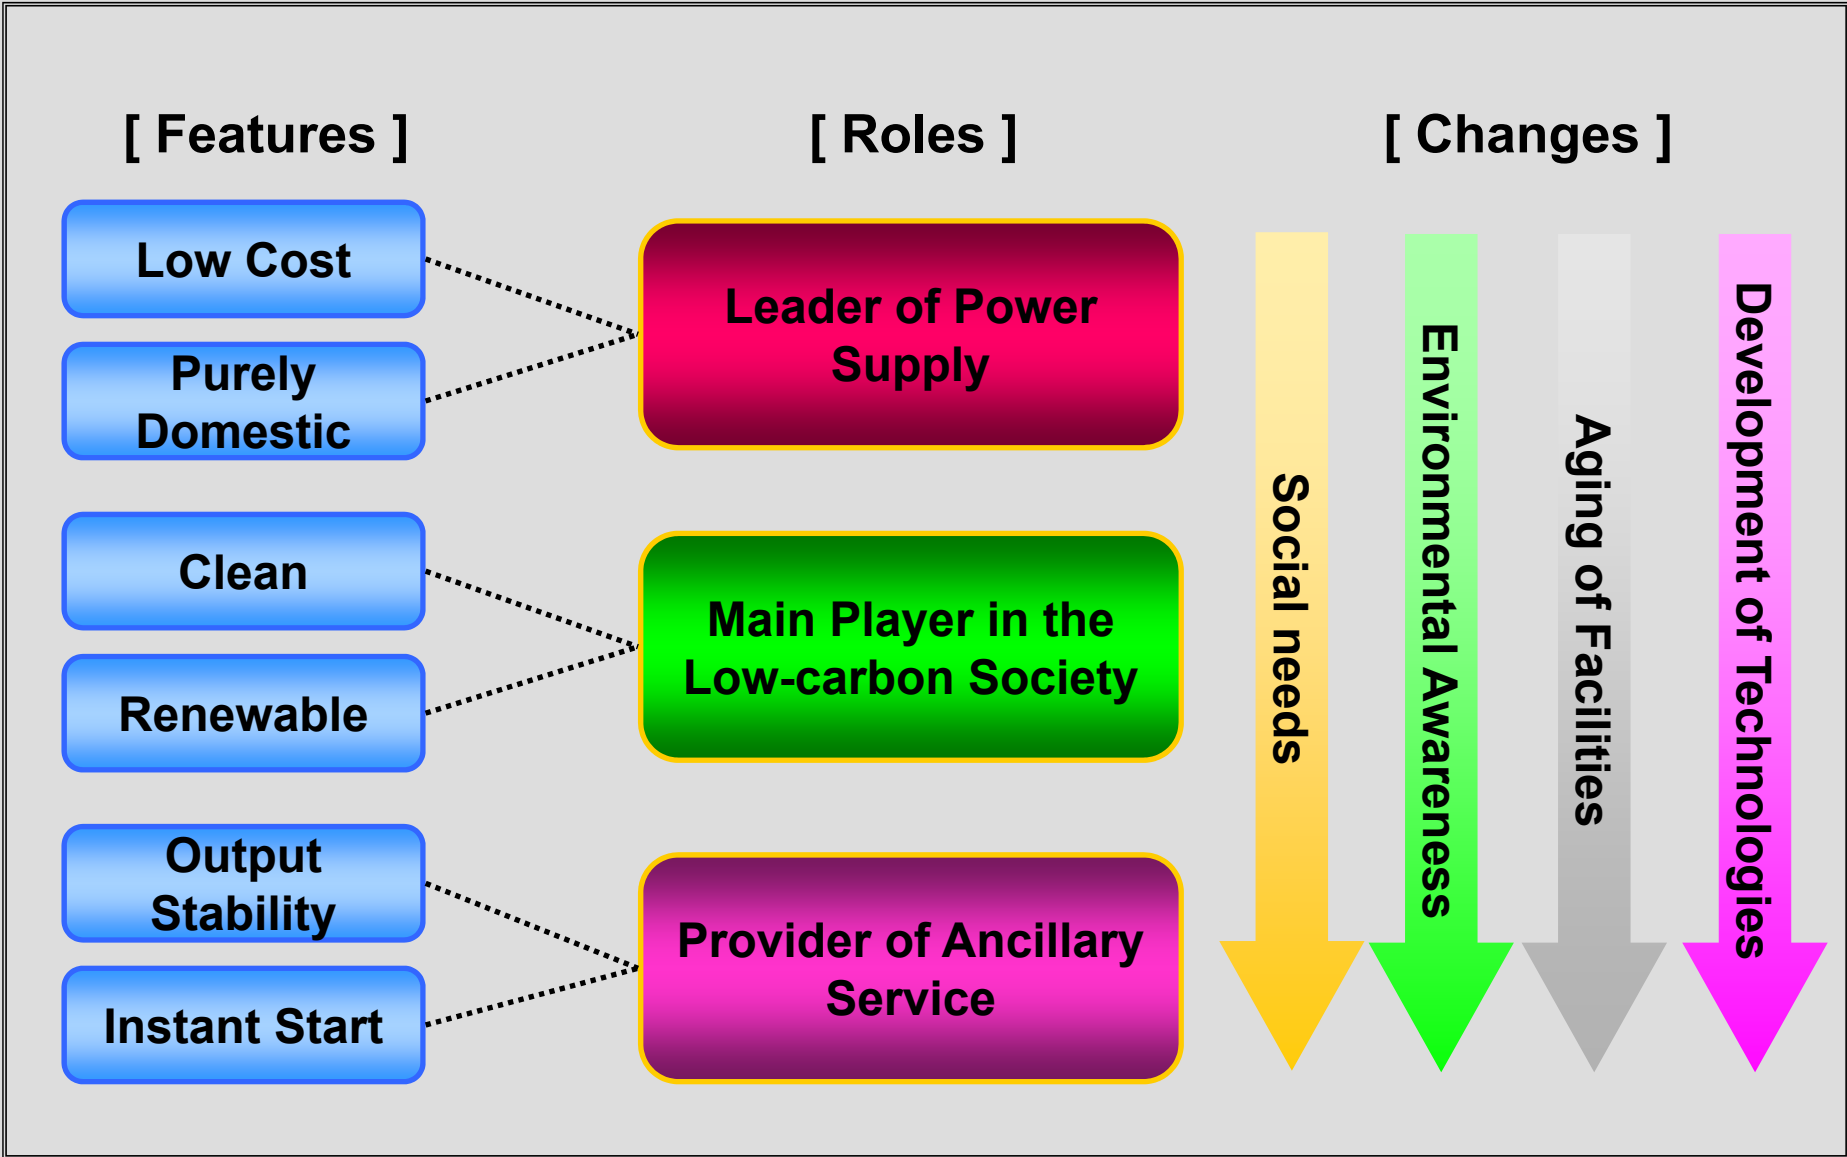 [ Features ]
[ Roles ]
[ Changes ]
Low Cost
Purely
Domestic
Clean
Renewable
Output
Stability
Instant Start
Leader of Power
Supply
Main Player in the
Low-carbon Society
Provider of Ancillary
Service
Social needs
Environmental Awareness
Aging of Facilities
Development of Technologies